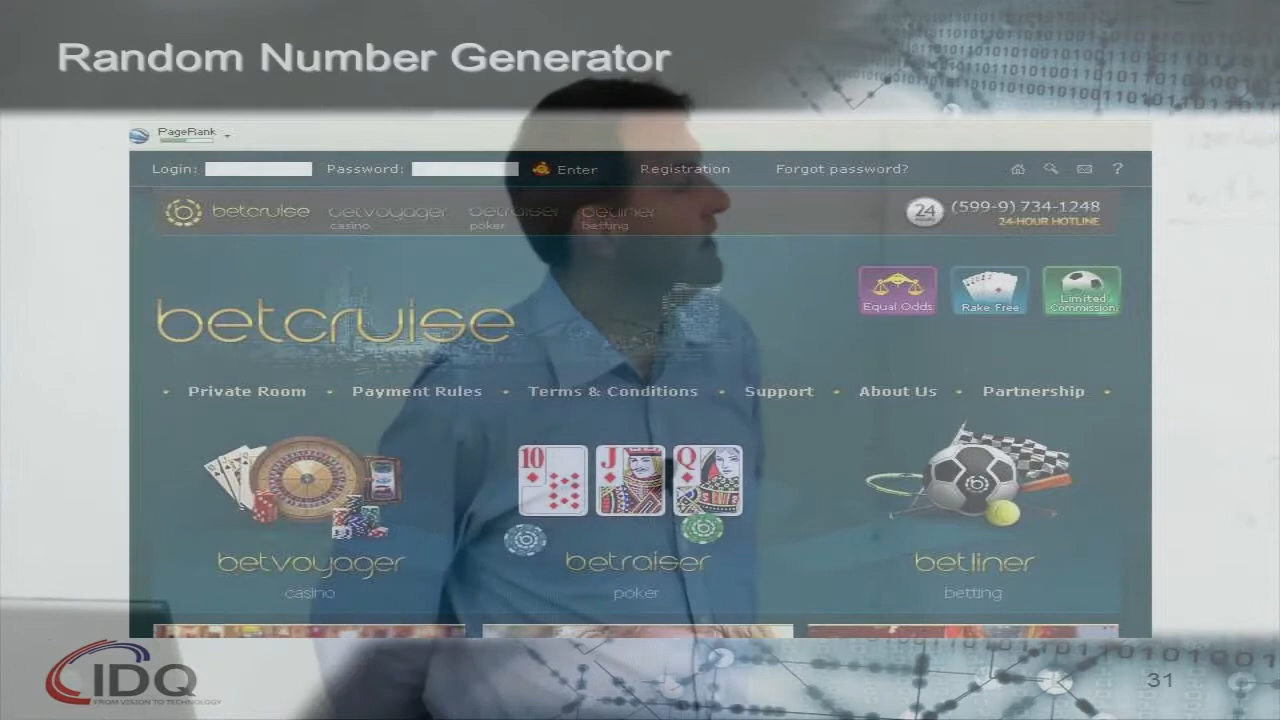 Random Number Generator
PageRank
Login: Password: Enter Registration Forgot password? ?
betcruise betvoyager betraiser betliner
casino poker betting
24 (599-9) 734-1248
24-HOUR HOTLINE
Equal Odds Rake Free Limited Commission
betcruise
Private Room Payment Rules Terms & Conditions Support About Us Partnership
10 J Q
betvoyager betraiser betliner
casino poker betting
IDQ
FROM VISION TO TECHNOLOGY
31